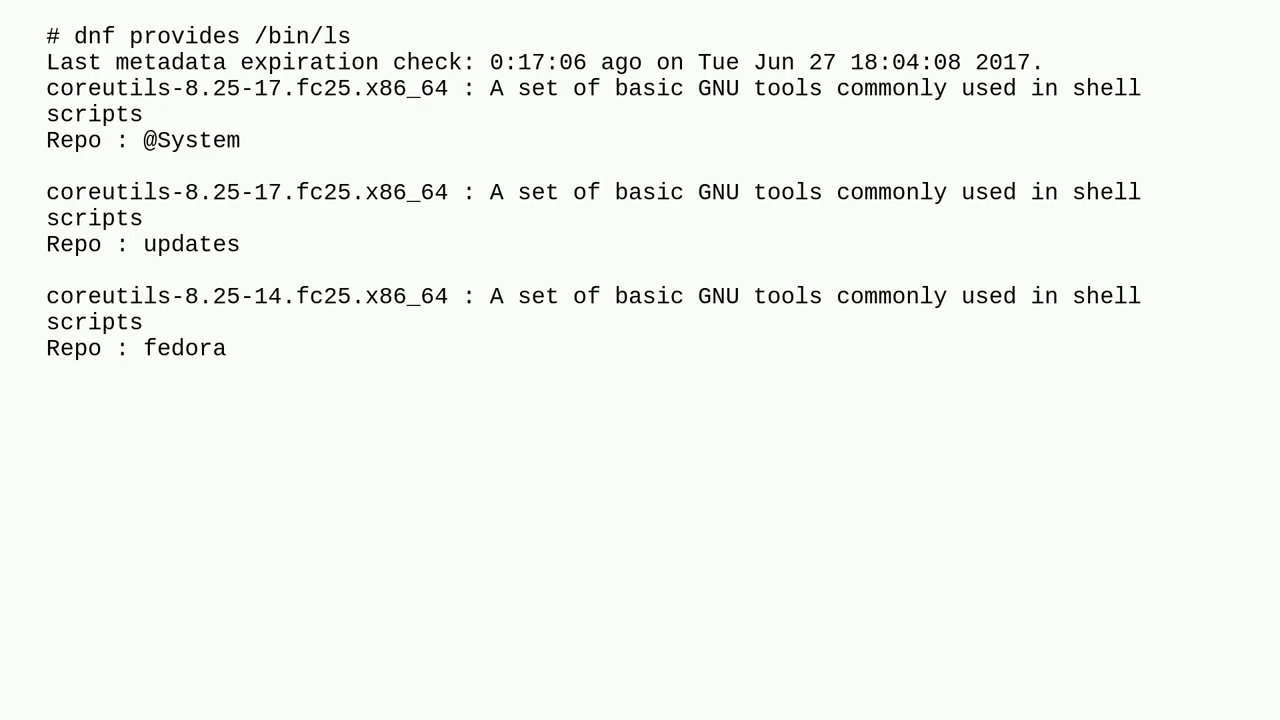 # dnf provides /bin/ls
Last metadata expiration check: 0:17:06 ago on Tue Jun 27 18:04:08 2017.
coreutils-8.25-17.fc25.x86_64 : A set of basic GNU tools commonly used in shell
scripts
Repo : @System
coreutils-8.25-17.fc25.x86_64 : A set of basic GNU tools commonly used in shell
scripts
Repo : updates
coreutils-8.25-14.fc25.x86_64 : A set of basic GNU tools commonly used in shell
scripts
Repo : fedora